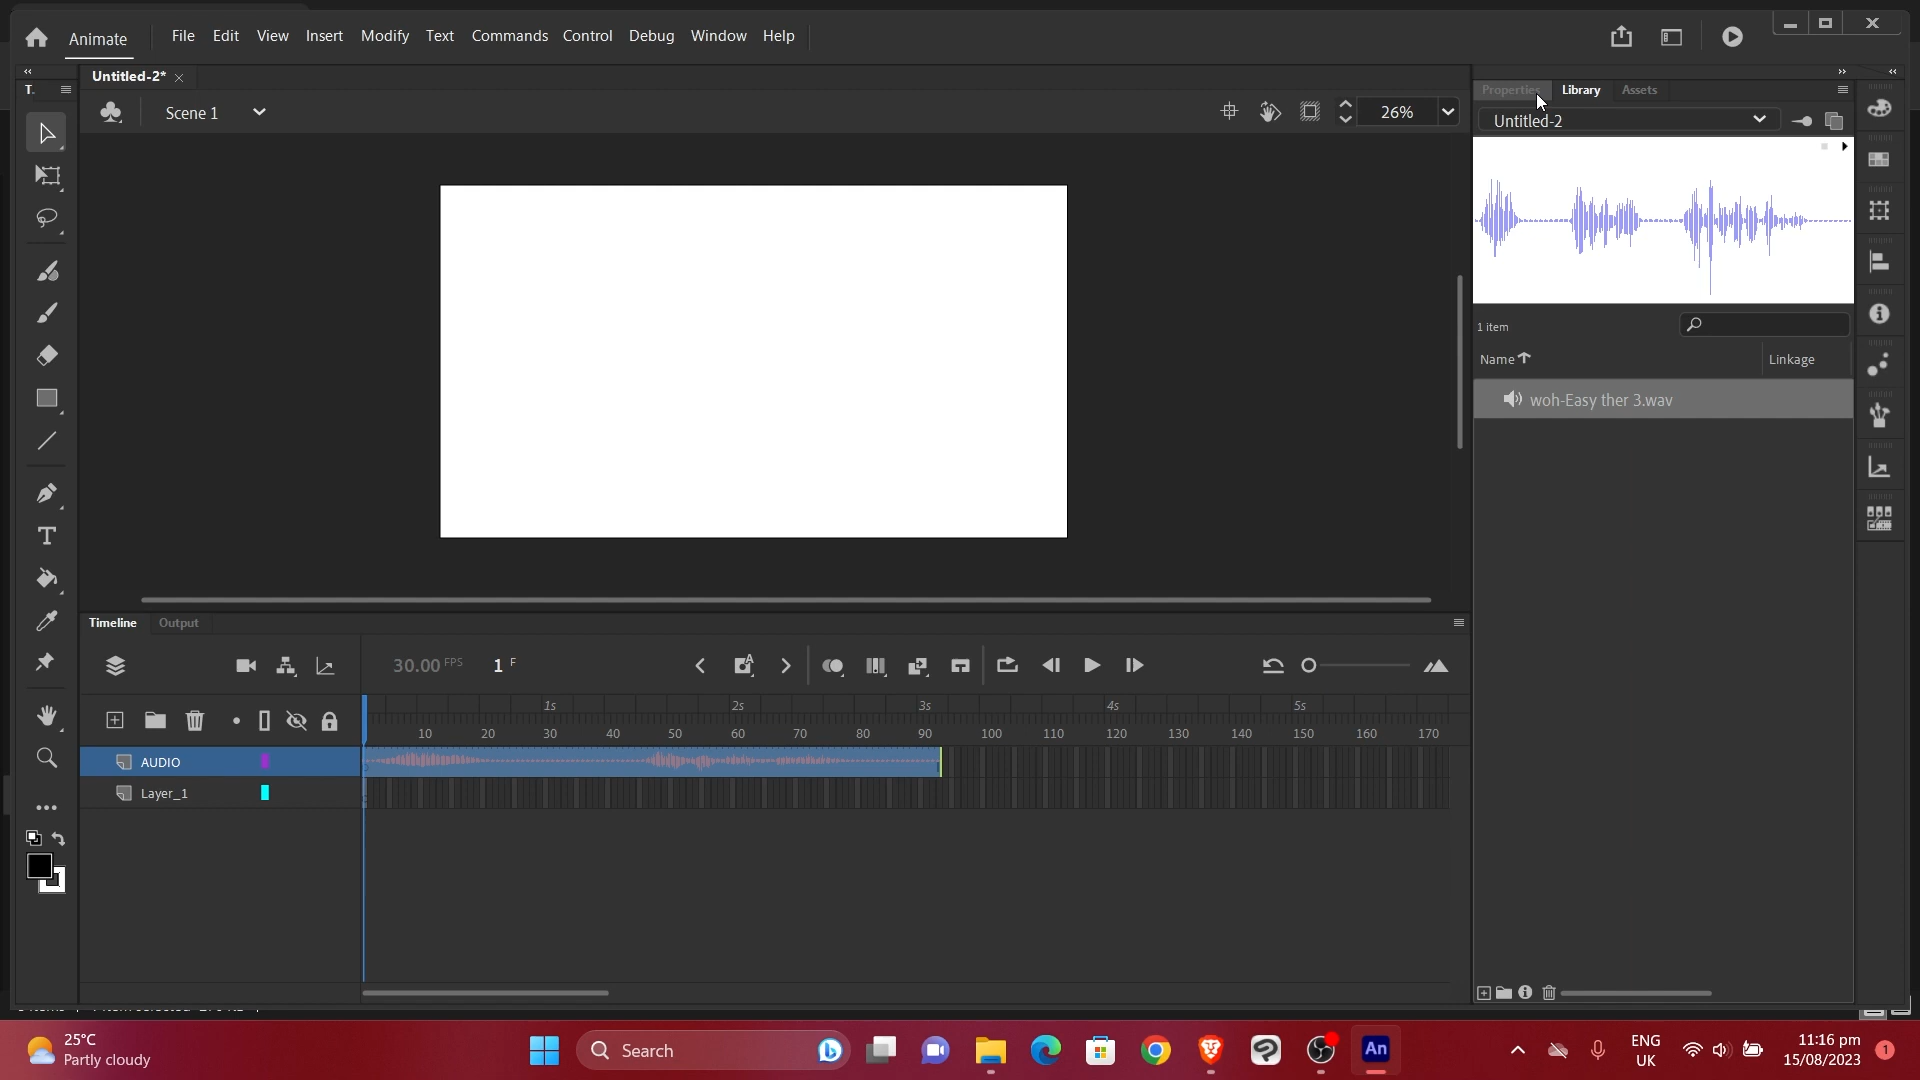 Animate
File Edit View Insert Modify Text Commands Control Debug Window Help
Untitled-2*
T.
Scene 1
26%
Properties Library Assets
Untitled-2
1 item
Name Linkage
woh-Easy ther 3.wav
Timeline Output
30.00 FPS 1 F
1s 2s 3s 4s 5s
10 20 30 40 50 60 70 80 90 100 110 120 130 140 150 160 170
AUDIO
Layer_1
25°C
Partly cloudy
Search
An
ENG
UK
11:16 pm
15/08/2023
1